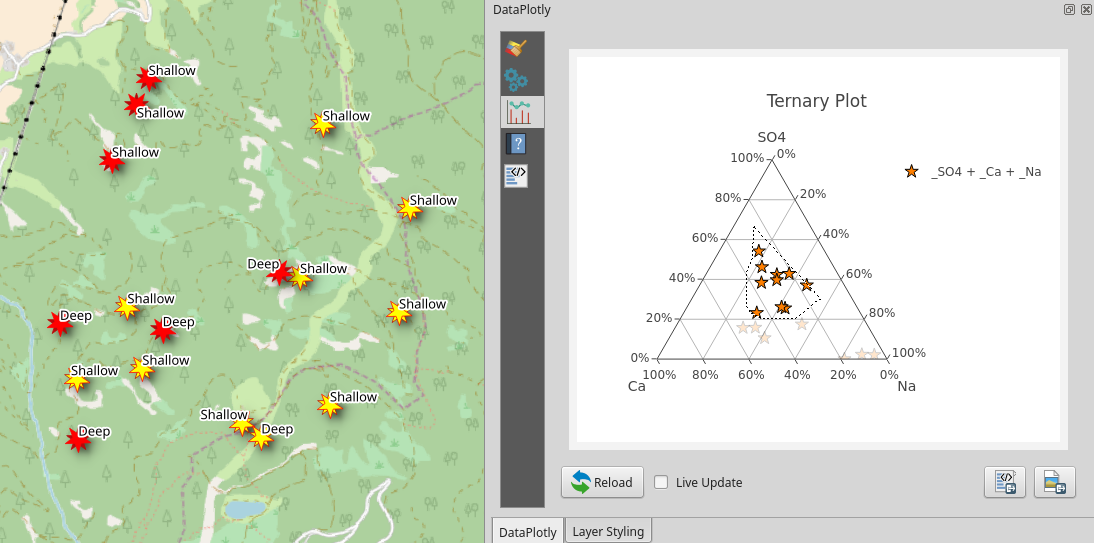 Shallow
Shallow
Shallow
Shallow
Shallow
Deep
Shallow
Shallow
Shallow
Deep
Deep
Shallow
Shallow
Shallow
Shallow
Deep
Deep
DataPlotly
Ternary Plot
SO4
100%
0%
_SO4 + _Ca + _Na
80%
20%
60%
40%
40%
60%
20%
80%
0%
100%
100%
80%
60%
40%
20%
0%
Ca
Na
Reload
Live Update
DataPlotly
Layer Styling